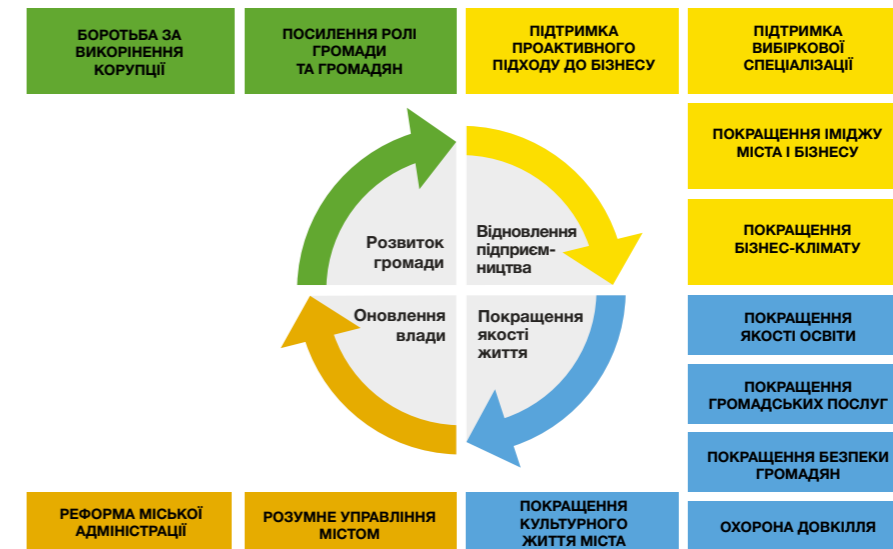 БОРОТЬБА ЗА
ВИКОРІНЕННЯ
КОРУПЦІЇ
ПОСИЛЕННЯ РОЛІ
ГРОМАДИ
ТА ГРОМАДЯН
ПІДТРИМКА
ПРОАКТИВНОГО
ПІДХОДУ ДО БІЗНЕСУ
ПІДТРИМКА
ВИБІРКОВОЇ
СПЕЦІАЛІЗАЦІЇ
ПОКРАЩЕННЯ ІМІДЖУ
МІСТА І БІЗНЕСУ
ПОКРАЩЕННЯ
БІЗНЕС-КЛІМАТУ
Розвиток
громади
Відновлення
підприєм-
ництва
Оновлення
влади
Покращення
якості
життя
ПОКРАЩЕННЯ
ЯКОСТІ ОСВІТИ
ПОКРАЩЕННЯ
ГРОМАДСЬКИХ ПОСЛУГ
ПОКРАЩЕННЯ БЕЗПЕКИ
ГРОМАДЯН
РЕФОРМА МІСЬКОЇ
АДМІНІСТРАЦІЇ
РОЗУМНЕ УПРАВЛІННЯ
МІСТОМ
ПОКРАЩЕННЯ
КУЛЬТУРНОГО
ЖИТТЯ МІСТА
ОХОРОНА ДОВКІЛЛЯ